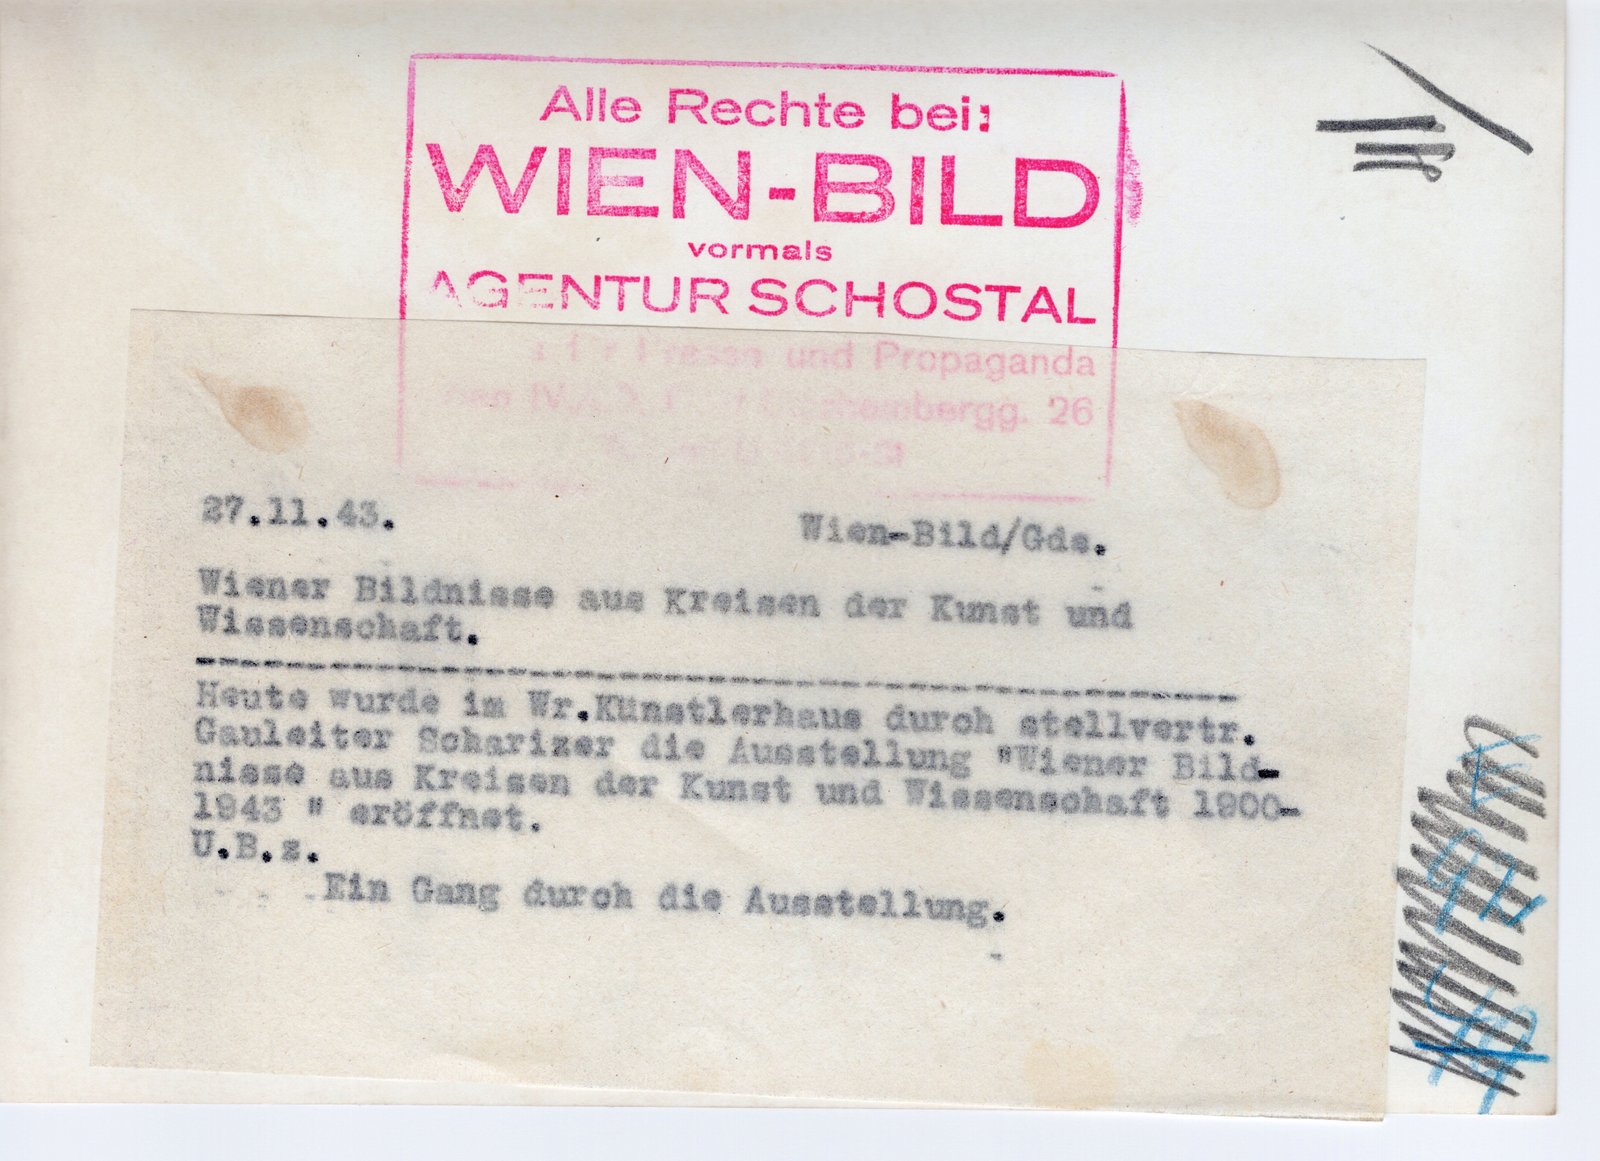 Alle Rechte bei:
WIEN-BILD
vormals
AGENTUR SCHOSTAL
für Presse und Propaganda
26
27.11.43.
Wien-Bild/Gds.
Wiener Bildnisse aus Kreisen der Kunst und
Wissenschaft.
Heute wurde im Wr.Künstlerhaus durch stellvertr.
Gauleiter Scharizer die Ausstellung "Wiener Bild-
nisse aus Kreisen der Kunst und Wissenschaft 1900-
1943 " eröffnet.
U.B.z.
Ein Gang durch die Ausstellung.